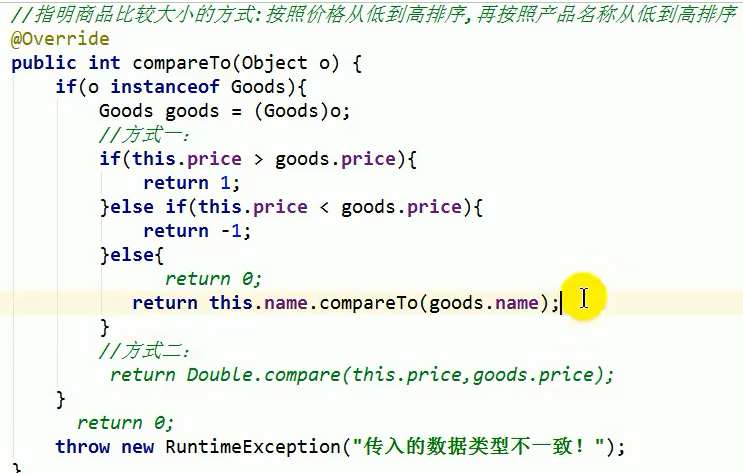 //指明商品比较大小的方式:按照价格从低到高排序,再按照产品名称从低到高排序
@Override
public int compareTo(Object o) {
if(o instanceof Goods){
Goods goods = (Goods)o;
//方式一:
if(this.price > goods.price){
return 1;
}else if(this.price < goods.price){
return -1;
}else{
return 0;
return this.name.compareTo(goods.name);
}
//方式二:
return Double.compare(this.price,goods.price);
}
return 0;
throw new RuntimeException("传入的数据类型不一致！");
}